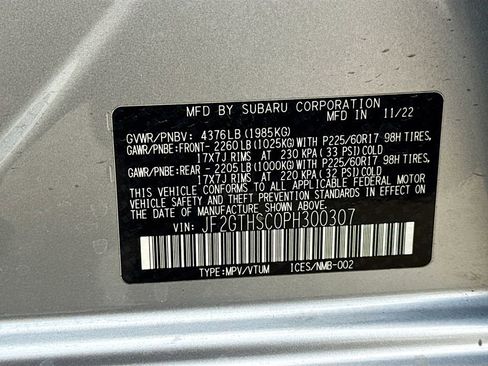 MFD BY SUBARU CORPORATION
MFD IN 11/22
GVWR/PNBV: 4376LB(1985KG)
GAWR/PNBE:FRONT- 2260LB(1025KG)WITH P225/60R17 98H TIRES,
17X7J RIMS AT 230 KPA(33 PSI)COLD
GAWR/PNBE:REAR - 2205LB(1000KG)WITH P225/60R17 98H TIRES,
17X7J RIMS AT 220 KPA(32 PSI)COLD
THIS VEHICLE CONFORMS TO ALL APPLICABLE FEDERAL MOTOR
VEHICLE SAFETY AND THEFT PREVENTION STANDARDS IN EFFECT
ON THE DATE OF MANUFACTURE SHOWN ABOVE.
VIN: JF2GTHSC0PH300307
TYPE:MPV/VTUM ICES/NMB-002